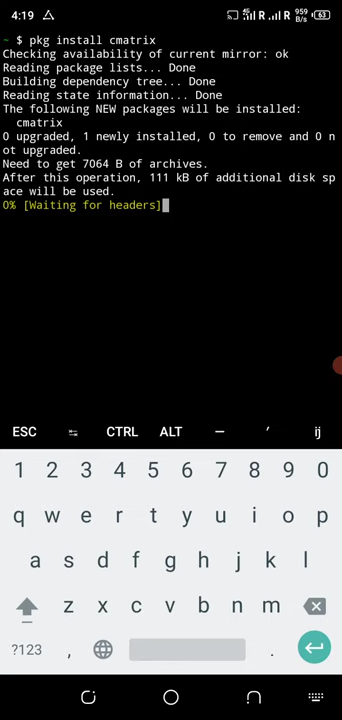 4:19
4G
R
R
959
B/s
63
~ $ pkg install cmatrix
Checking availability of current mirror: ok
Reading package lists... Done
Building dependency tree... Done
Reading state information... Done
The following NEW packages will be installed:
cmatrix
0 upgraded, 1 newly installed, 0 to remove and 0 n
ot upgraded.
Need to get 7064 B of archives.
After this operation, 111 kB of additional disk sp
ace will be used.
0% [Waiting for headers]
ESC
CTRL
ALT
—
′
ij
1 2 3 4 5 6 7 8 9 0
q w e r t y u i o p
a s d f g h j k l
z x c v b n m
?123 , .